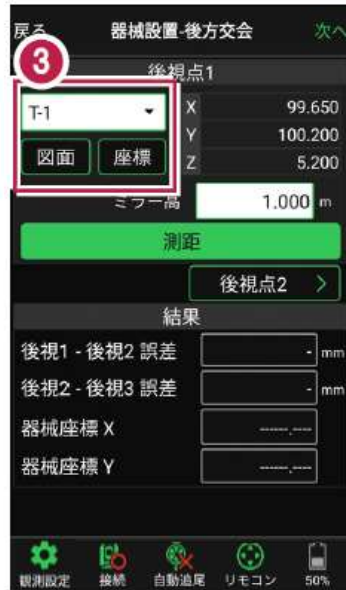 戻る 器械設置-後方交会 次へ
3
後視点1
T-1
X 99.650
Y 100.200
Z 5.200
図面 座標
ミラー高 1.000 m
測距
後視点2 >
結果
後視1 - 後視2 誤差 - mm
後視2 - 後視3 誤差 - mm
器械座標 X ------.----
器械座標 Y ------.----
観測設定 接続 自動追尾 リモコン 50%